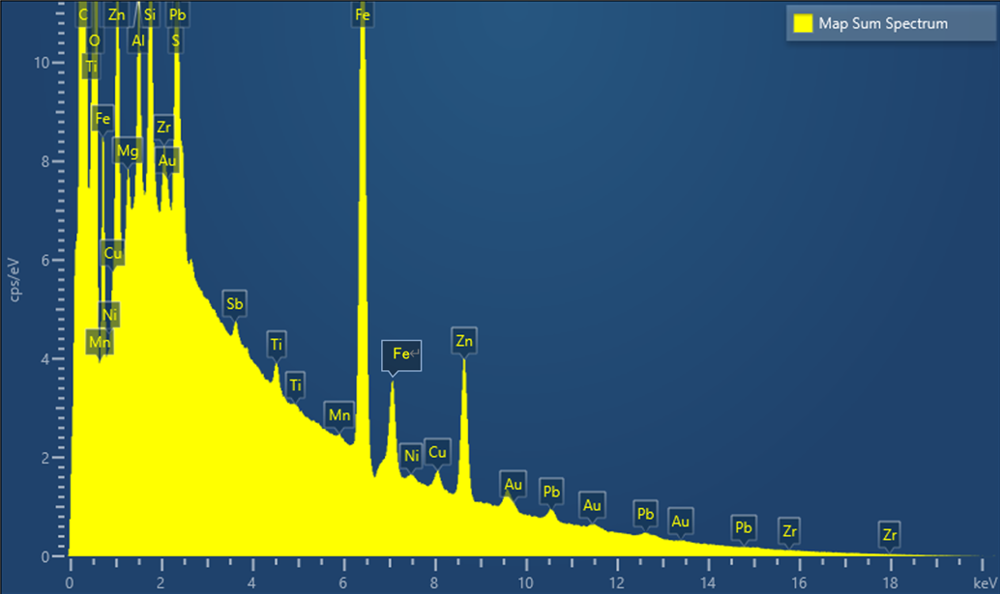 C Zn Si Pb Fe
Map Sum Spectrum
O Al S
Ti
10
Fe
Zr
Mg
8
Au
Cu
6
cps/eV
Sb
Ni
Mn
Ti
Zn
4
Fe↵
Ti
Mn
Ni Cu
2
Au
Pb
Au
Pb
Au
Pb Zr Zr
0
0 2 4 6 8 10 12 14 16 18 keV